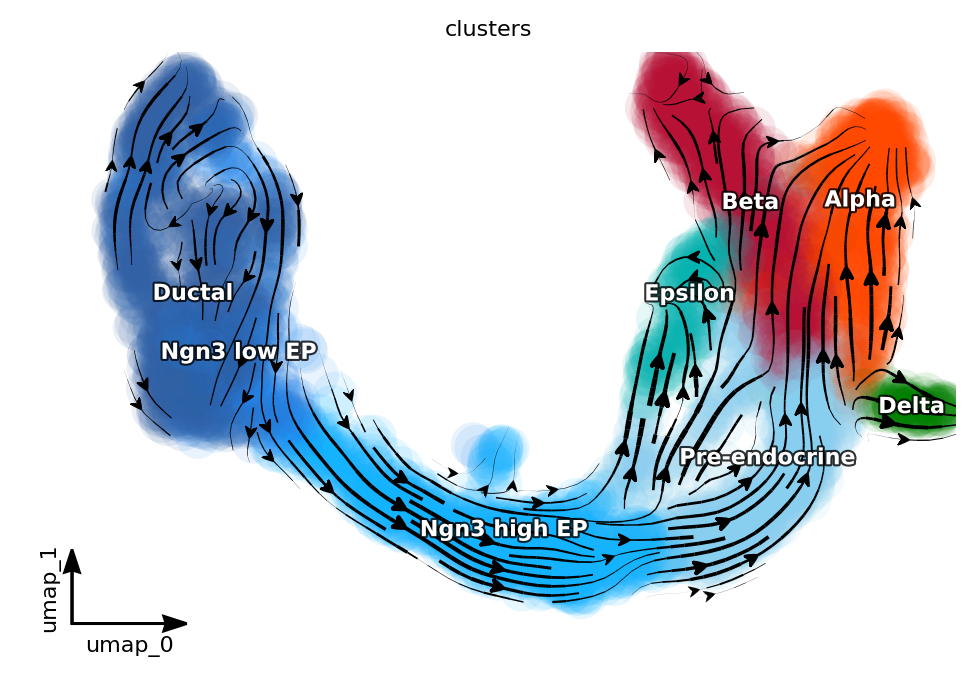 clusters
Beta
Alpha
Ductal
Epsilon
Ngn3 low EP
Delta
Pre-endocrine
Ngn3 high EP
umap_1
umap_0